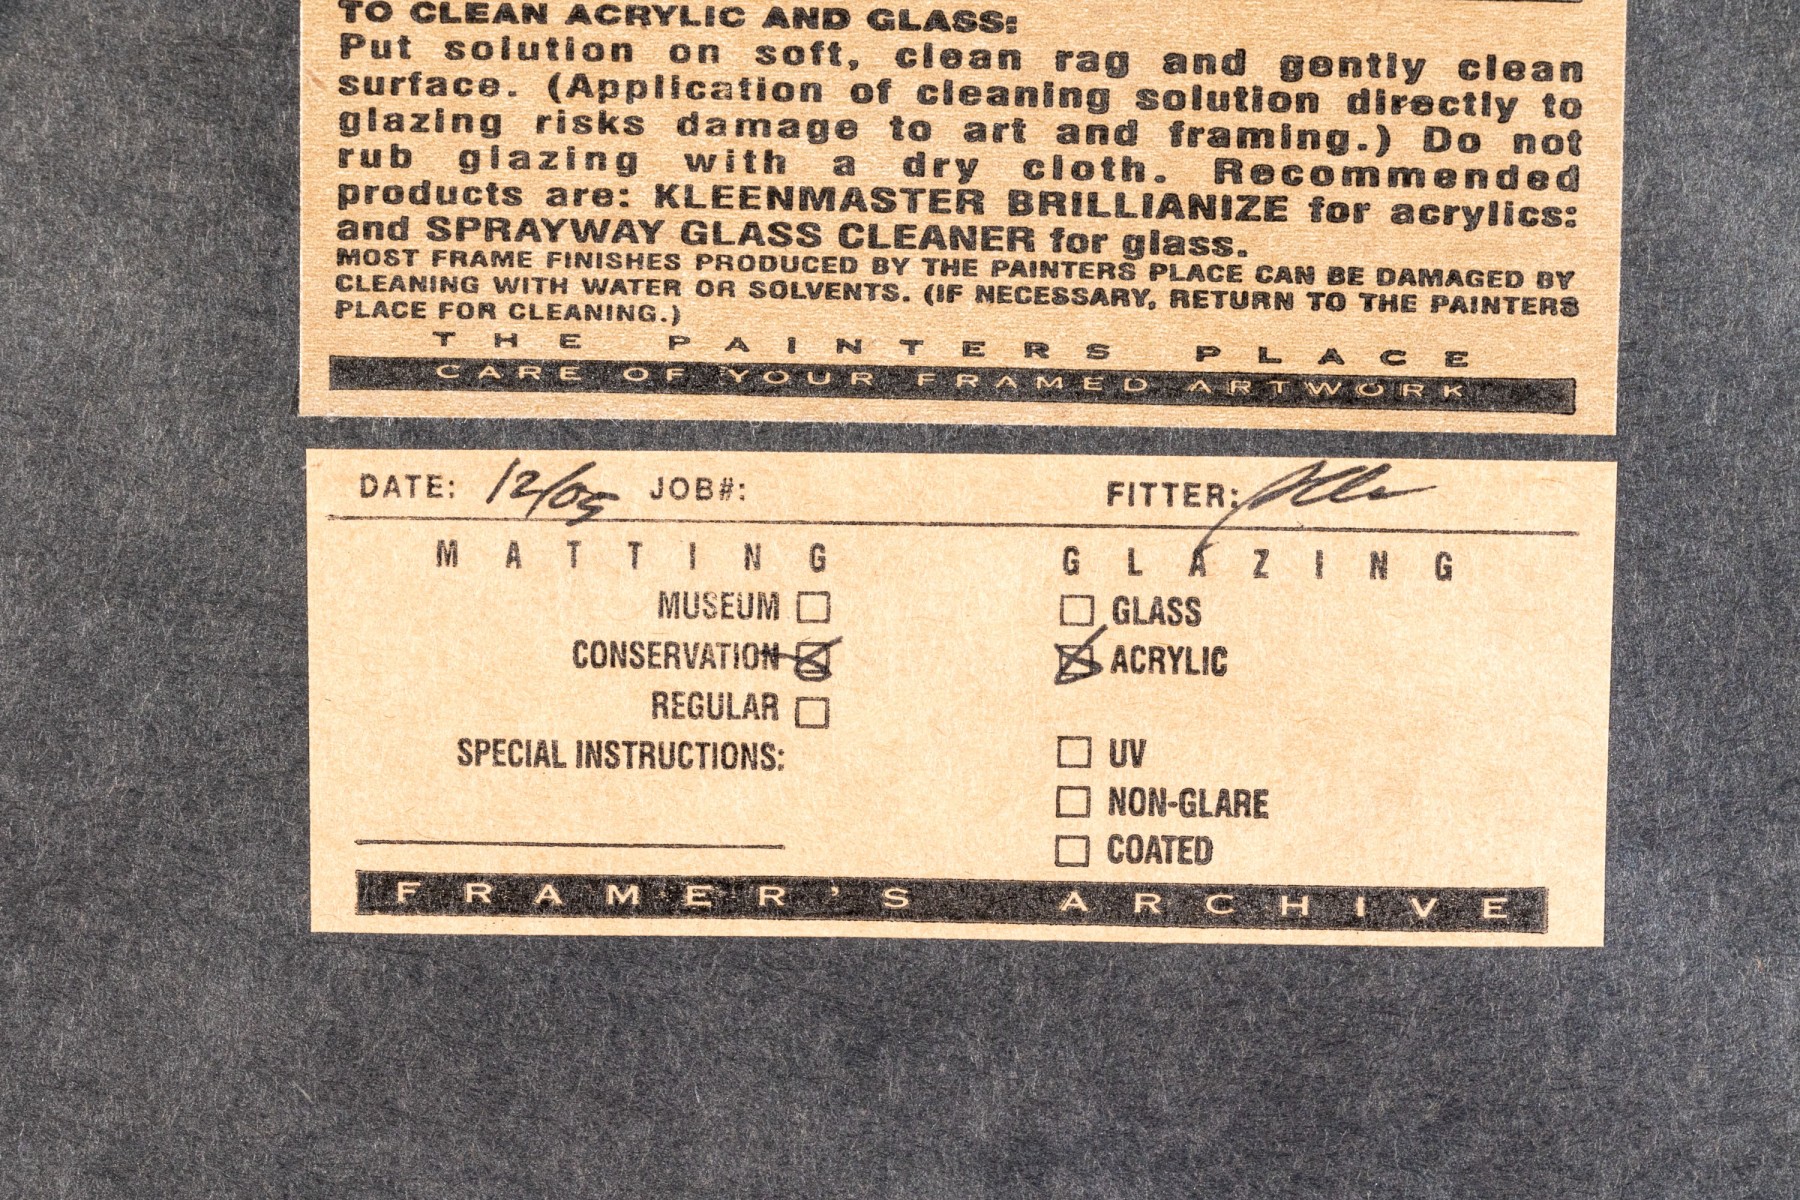 TO CLEAN ACRYLIC AND GLASS:
Put solution on soft, clean rag and gently clean
surface. (Application of cleaning solution directly to
glazing risks damage to art and framing.) Do not
rub glazing with a dry cloth. Recommended
products are: KLEENMASTER BRILLIANIZE for acrylics:
and SPRAYWAY GLASS CLEANER for glass.
MOST FRAME FINISHES PRODUCED BY THE PAINTERS PLACE CAN BE DAMAGED BY
CLEANING WITH WATER OR SOLVENTS. (IF NECESSARY, RETURN TO THE PAINTERS
PLACE FOR CLEANING.)
THE PAINTERS PLACE
CARE OF YOUR FRAMED ARTWORK
DATE: 12/05 JOB#: FITTER:
MATTING GLAZING
MUSEUM GLASS
CONSERVATION ACRYLIC
REGULAR
SPECIAL INSTRUCTIONS: UV
NON-GLARE
COATED
FRAMER'S ARCHIVE